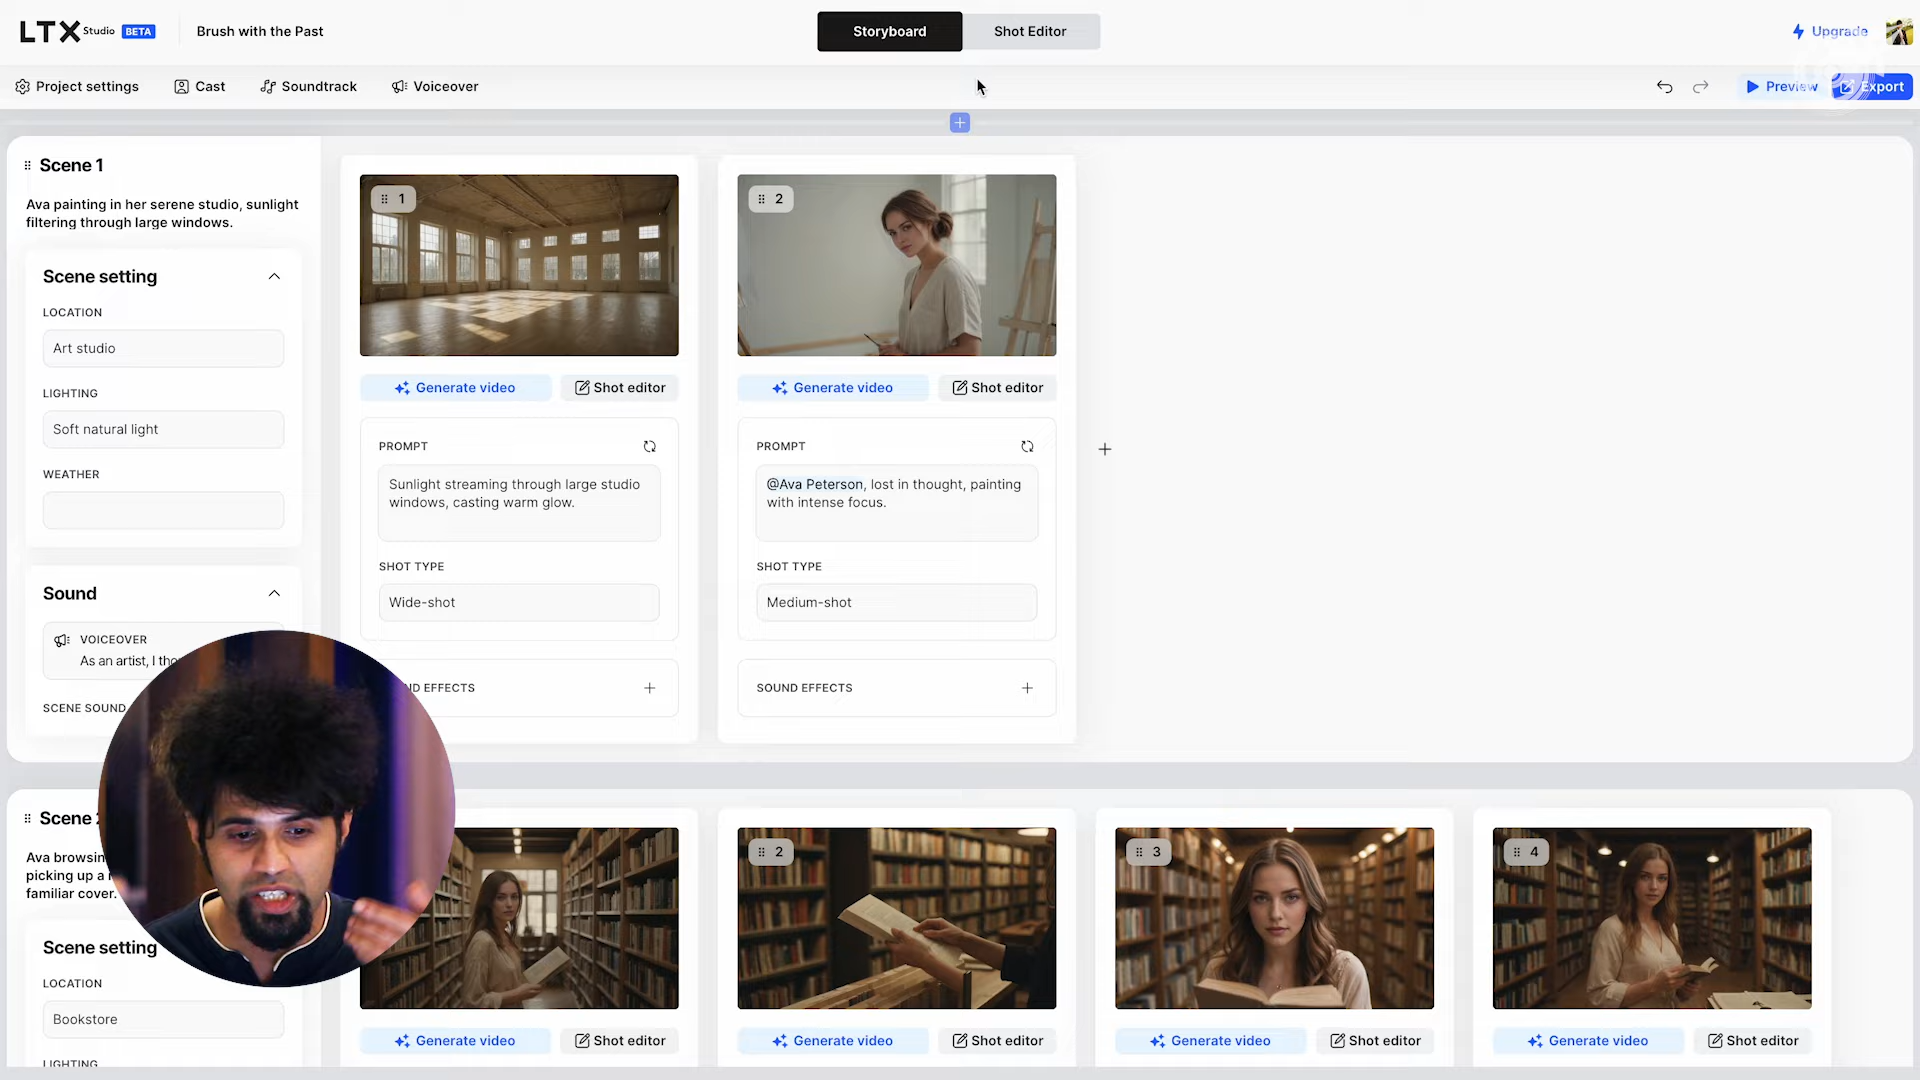 LTX Studio BETA
Brush with the Past
Storyboard
Shot Editor
Upgrade
Project settings
Cast
Soundtrack
Voiceover
Preview
Export
Scene 1
Ava painting in her serene studio, sunlight
filtering through large windows.
Scene setting
LOCATION
Art studio
LIGHTING
Soft natural light
WEATHER
Sound
VOICEOVER
As an artist, I
SCENE SOUND
1
Generate video
Shot editor
PROMPT
Sunlight streaming through large studio
windows, casting warm glow.
SHOT TYPE
Wide-shot
EFFECTS
2
Generate video
Shot editor
PROMPT
@Ava Peterson, lost in thought, painting
with intense focus.
SHOT TYPE
Medium-shot
SOUND EFFECTS
Scene
Ava
picking up a
familiar cover.
Scene setting
LOCATION
Bookstore
LIGHTING
Generate video
Shot editor
2
Generate video
Shot editor
3
Generate video
Shot editor
4
Generate video
Shot editor